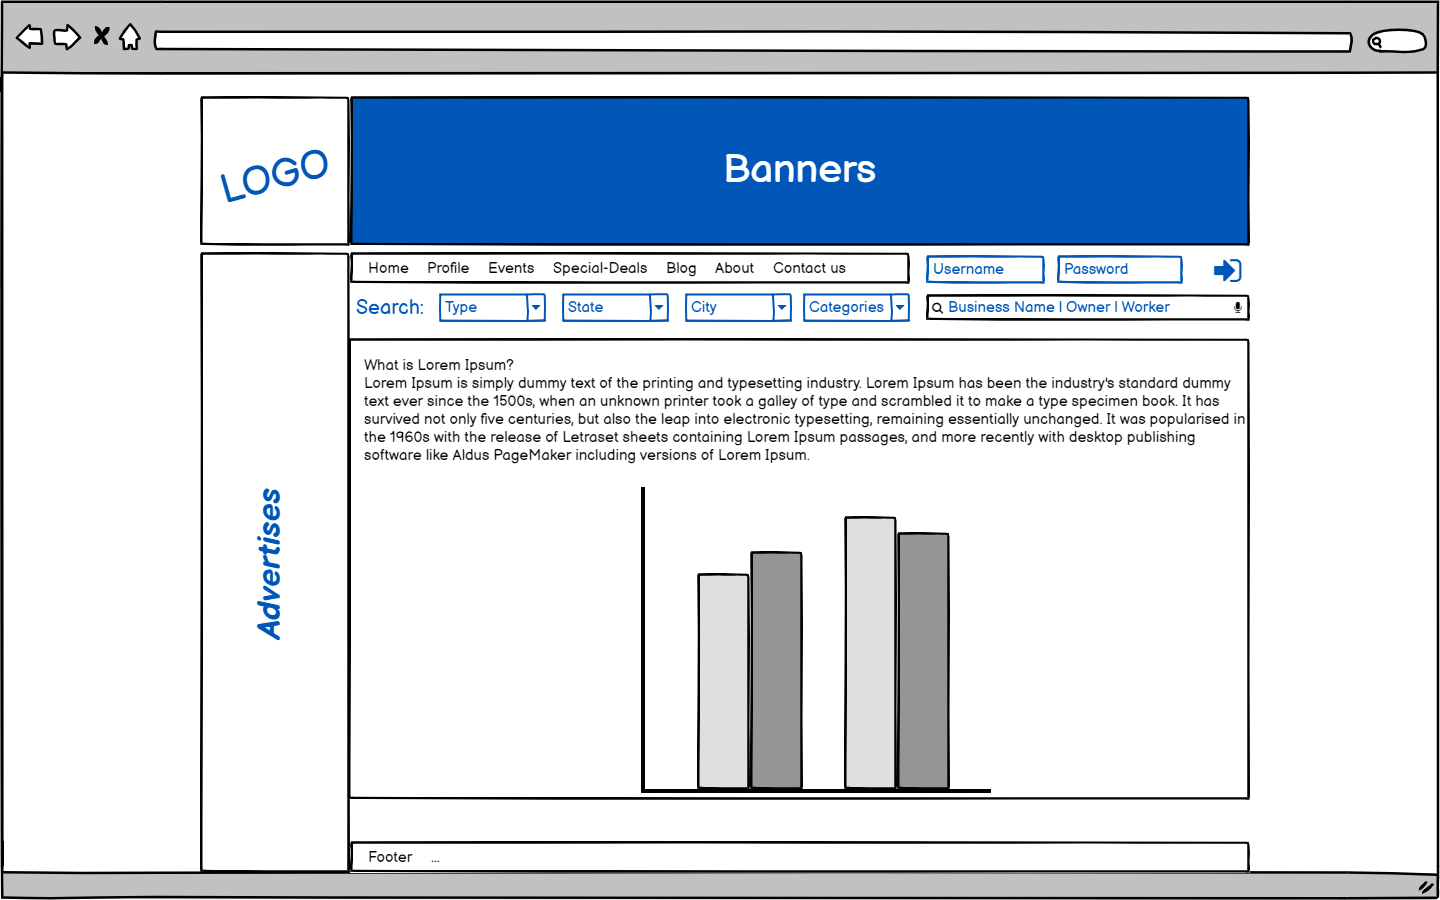 LOGO
Banners
Home Profile Events Special-Deals Blog About Contact us
Username
Password
Search:
Type
State
City
Categories
Business Name | Owner | Worker
What is Lorem Ipsum?
Lorem Ipsum is simply dummy text of the printing and typesetting industry. Lorem Ipsum has been the industry's standard dummy
text ever since the 1500s, when an unknown printer took a galley of type and scrambled it to make a type specimen book. It has
survived not only five centuries, but also the leap into electronic typesetting, remaining essentially unchanged. It was popularised in
the 1960s with the release of Letraset sheets containing Lorem Ipsum passages, and more recently with desktop publishing
software like Aldus PageMaker including versions of Lorem Ipsum.
Advertises
Footer ...